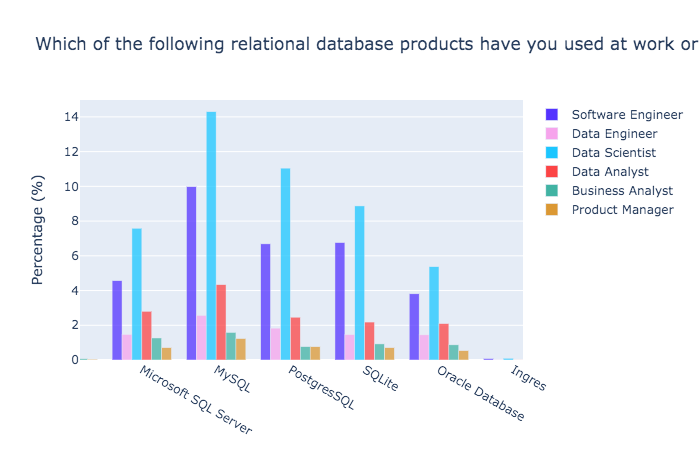 Which of the following relational database products have you used at work or
Percentage (%)
14
12
10
8
6
4
2
0
Microsoft SQL Server
MySQL
PostgresSQL
SQLite
Oracle Database
Ingres
Software Engineer
Data Engineer
Data Scientist
Data Analyst
Business Analyst
Product Manager